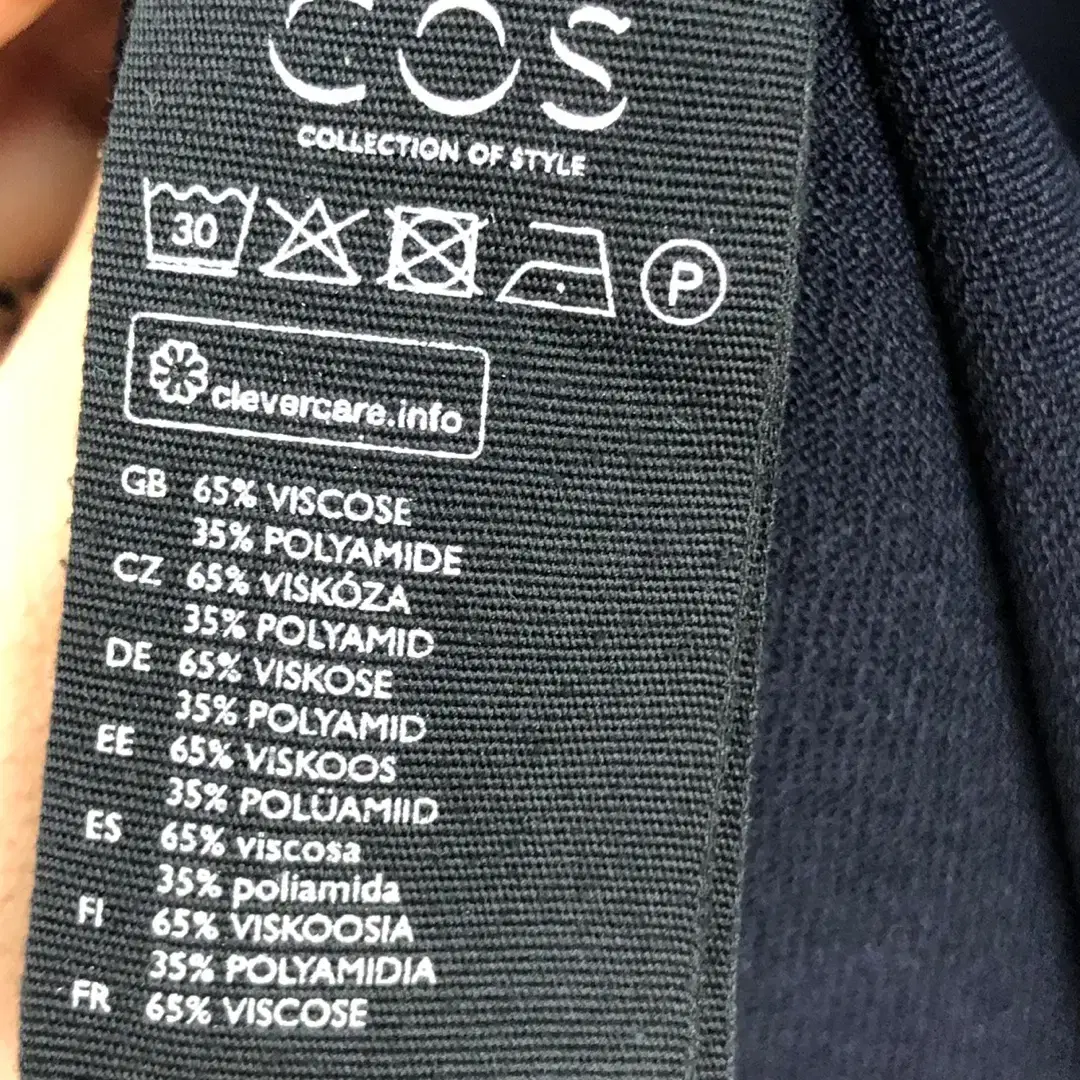 COS
COLLECTION OF STYLE
30
P
clevercare.info
GB 65% VISCOSE
35% POLYAMIDE
CZ 65% VISKÓZA
35% POLYAMID
DE 65% VISKOSE
35% POLYAMID
EE 65% VISKOOS
35% POLÜAMIID
ES 65% viscosa
35% poliamida
FI 65% VISKOOSIA
35% POLYAMIDIA
FR 65% VISCOSE